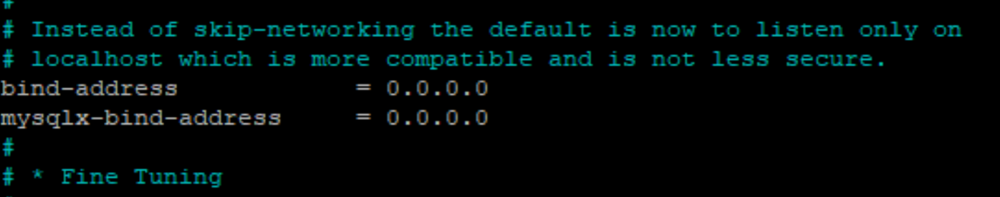 #
# Instead of skip-networking the default is now to listen only on
# localhost which is more compatible and is not less secure.
bind-address            = 0.0.0.0
mysqlx-bind-address     = 0.0.0.0
#
# * Fine Tuning